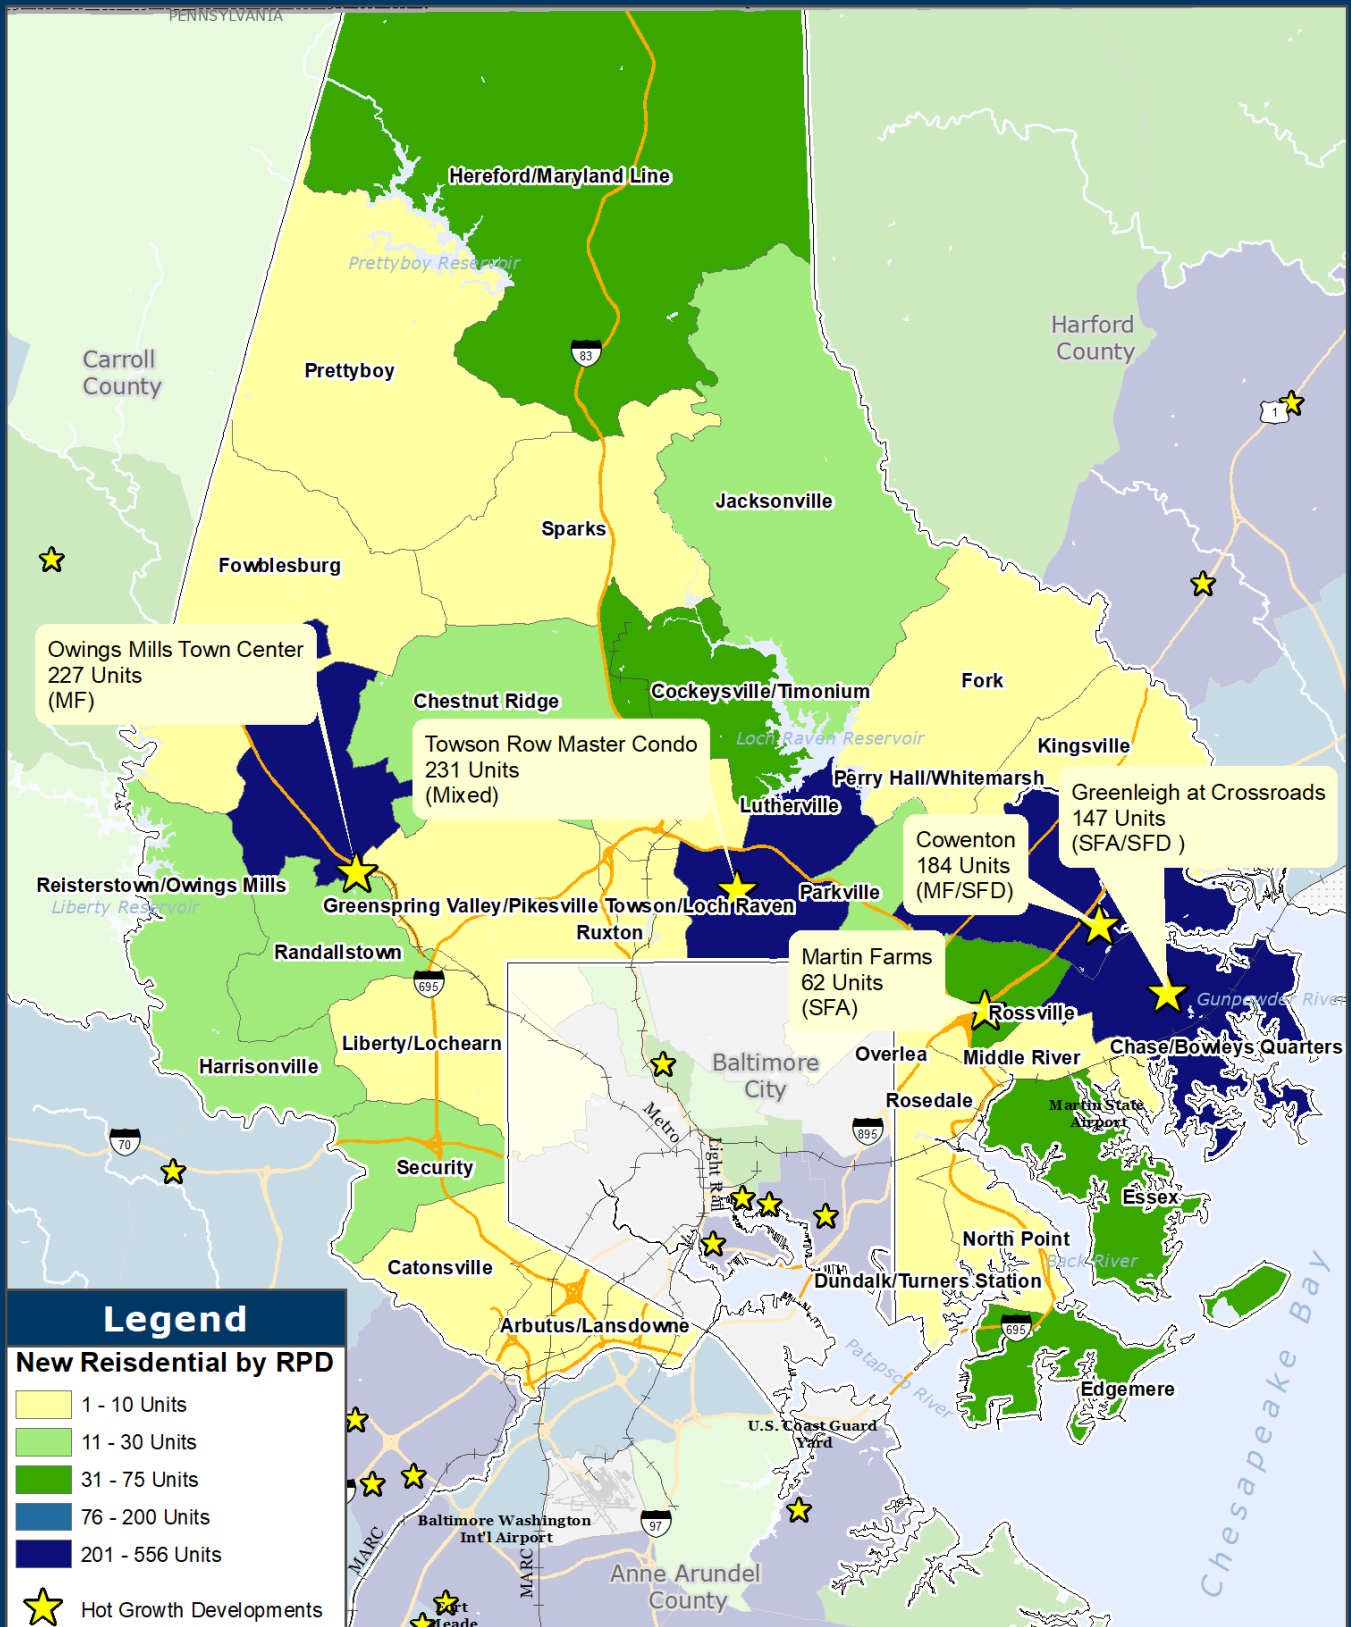 PENNSYLVANIA
Hereford/Maryland Line
Prettyboy Reservoir
Carroll
County
Harford
County
83
Prettyboy
1
Jacksonville
Sparks
Fowblesburg
Owings Mills Town Center
227 Units
(MF)
Chestnut Ridge
Cockeysville/Timonium
Fork
Towson Row Master Condo
231 Units
(Mixed)
Loch Raven Reservoir
Kingsville
Perry Hall/Whitemarsh
Lutherville
Greenleigh at Crossroads
147 Units
(SFA/SFD )
Cowenton
184 Units
(MF/SFD)
Reisterstown/Owings Mills
Liberty Reservoir
Greenspring Valley/Pikesville
Towson/Loch Raven
Parkville
Ruxton
Randallstown
Martin Farms
62 Units
(SFA)
695
Gunpowder River
Rossville
Liberty/Lochearn
Harrisonville
Baltimore
City
Overlea
Middle River
Chase/Bowleys Quarters
Rosedale
Martin State
Airport
Metro
Light Rail
895
70
Security
Essex
North Point
Back River
Catonsville
Dundalk/Turners Station
Arbutus/Lansdowne
695
Patapsco River
Edgemere
Chesapeake Bay
U.S. Coast Guard
Yard
Baltimore Washington
Int'l Airport
97
MARC
MARC
Anne Arundel
County
Fort
Meade
Legend
New Reisdential by RPD
1 - 10 Units
11 - 30 Units
31 - 75 Units
76 - 200 Units
201 - 556 Units
Hot Growth Developments